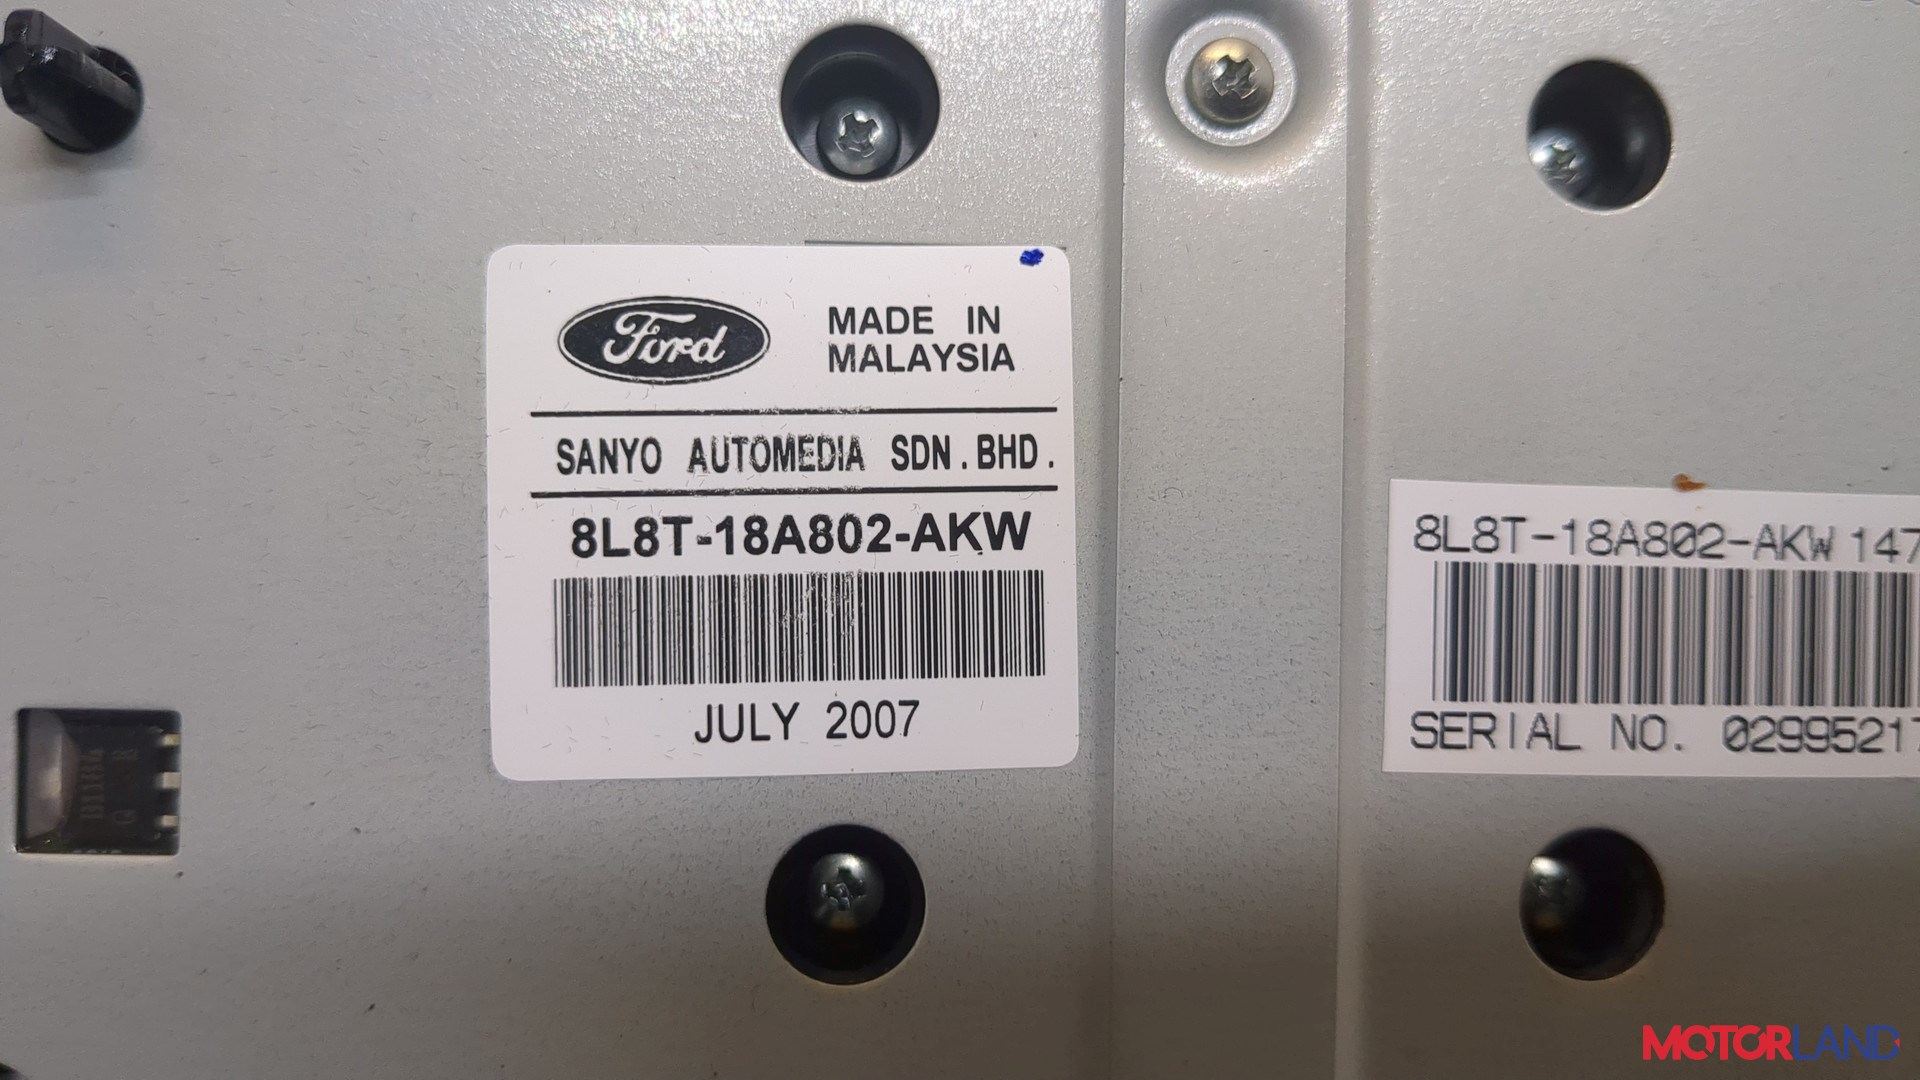 Ford
MADE IN
MALAYSIA
SANYO AUTOMEDIA SDN.BHD.
8L8T-18A802-AKW
JULY 2007
8L8T-18A802-AKW 147
SERIAL NO. 02995217
MOTORLAND